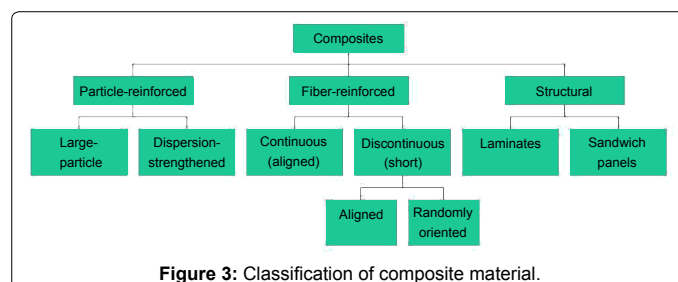 Composites
Particle-reinforced
Fiber-reinforced
Structural
Large-
particle
Dispersion-
strengthened
Continuous
(aligned)
Discontinuous
(short)
Laminates
Sandwich
panels
Aligned
Randomly
oriented
Figure 3: Classification of composite material.